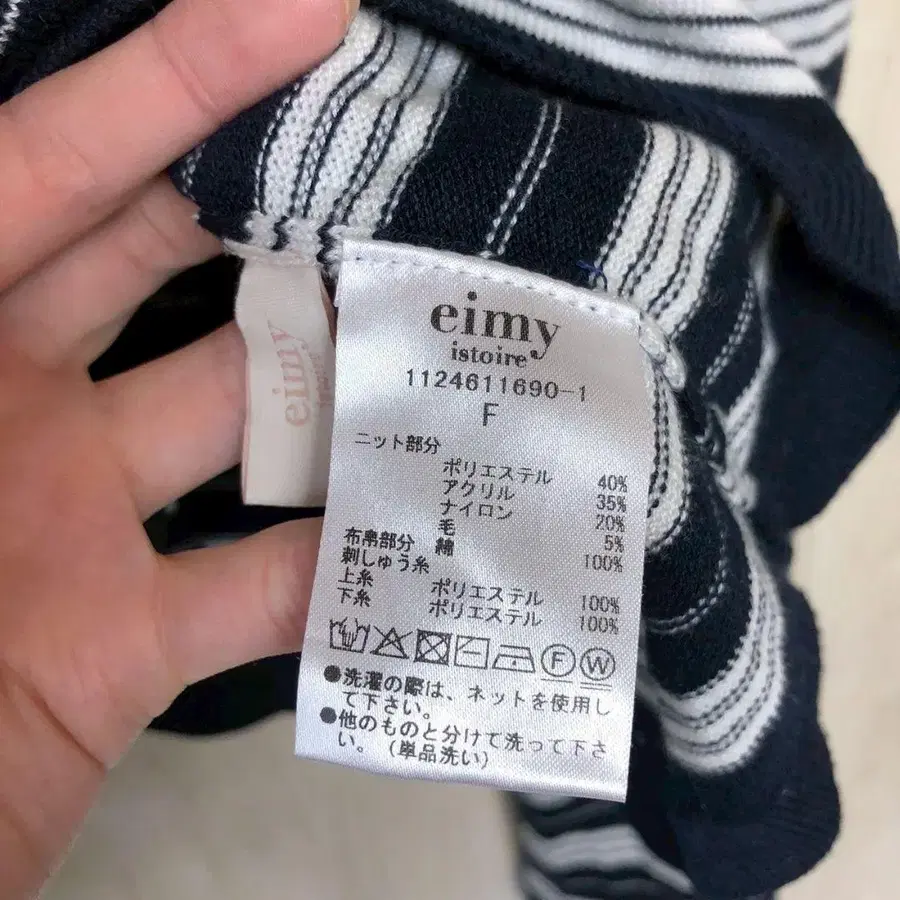 eimy
istoire
1124611690-1
F
ニット部分
ポリエステル 40%
アクリル 35%
ナイロン 20%
毛 5%
布帛部分 綿 100%
刺しゅう糸
上糸 ポリエステル 100%
下糸 ポリエステル 100%
F W
●洗濯の際は、ネットを使用し
て下さい。
●他のものと分けて洗って下さ
い。(単品洗い)
eimy